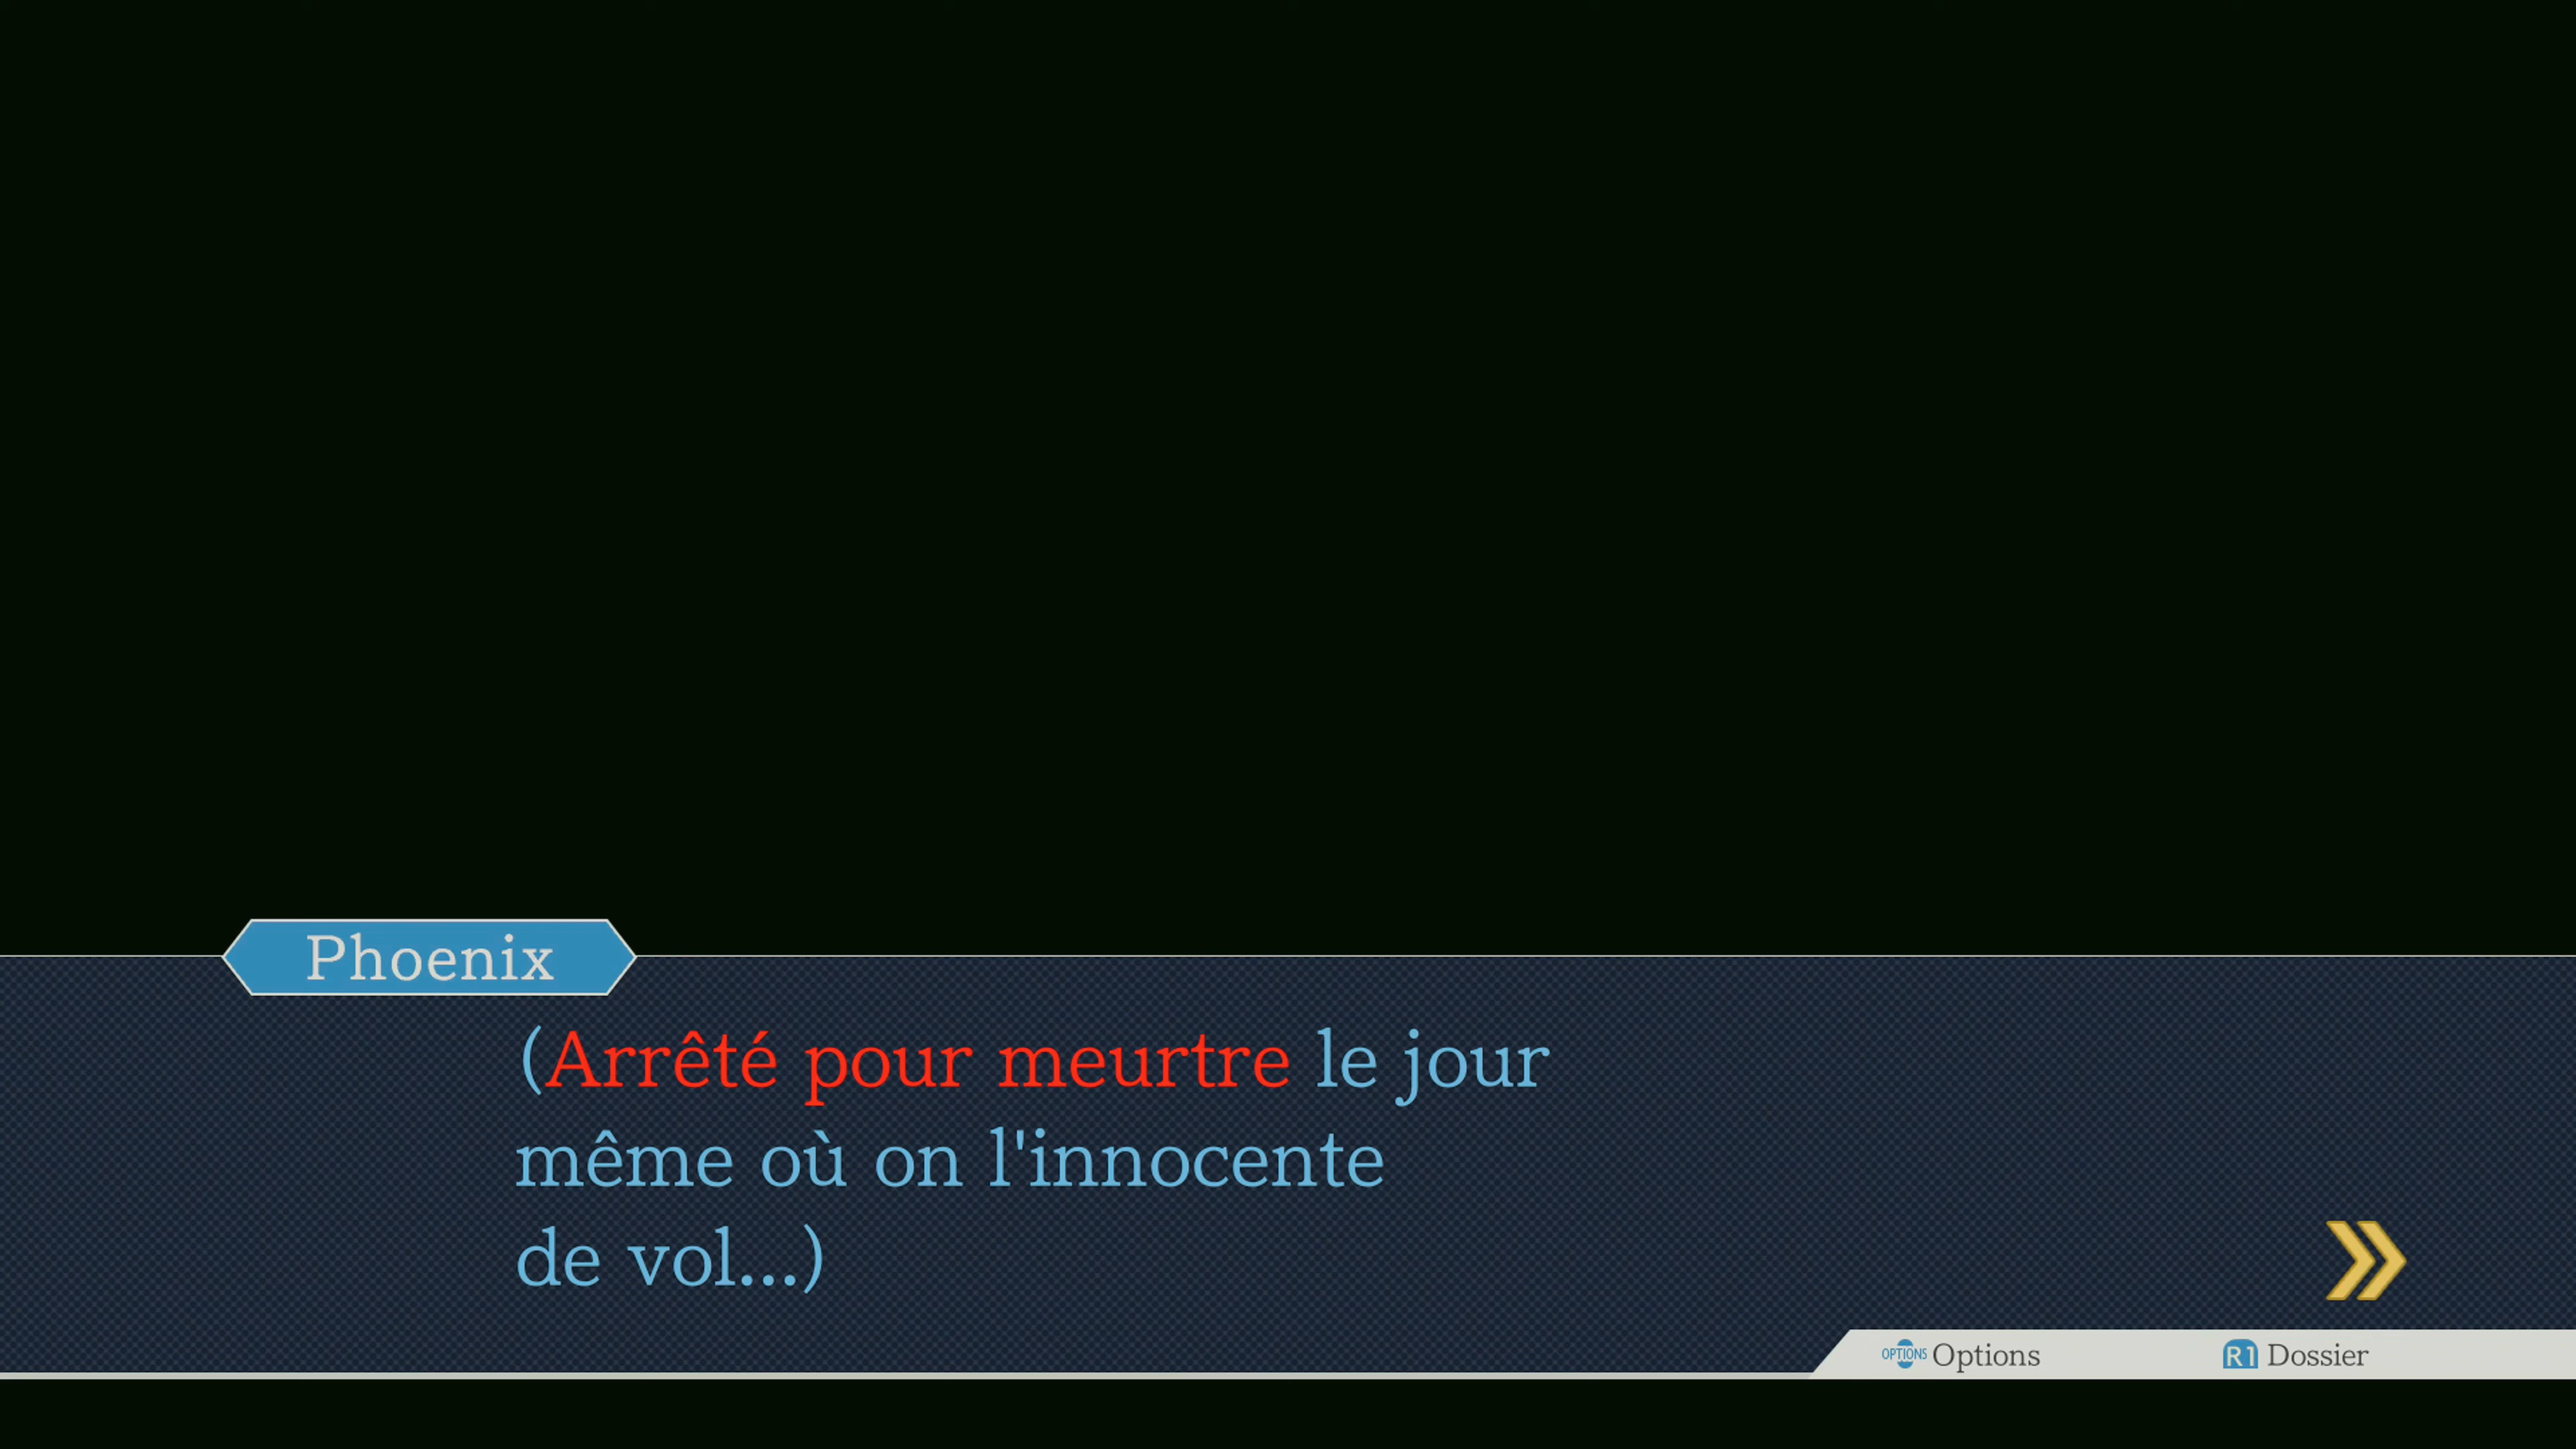 Phoenix
(Arrêté pour meurtre le jour
même où on l'innocente
de vol...)
OPTIONS Options R1 Dossier